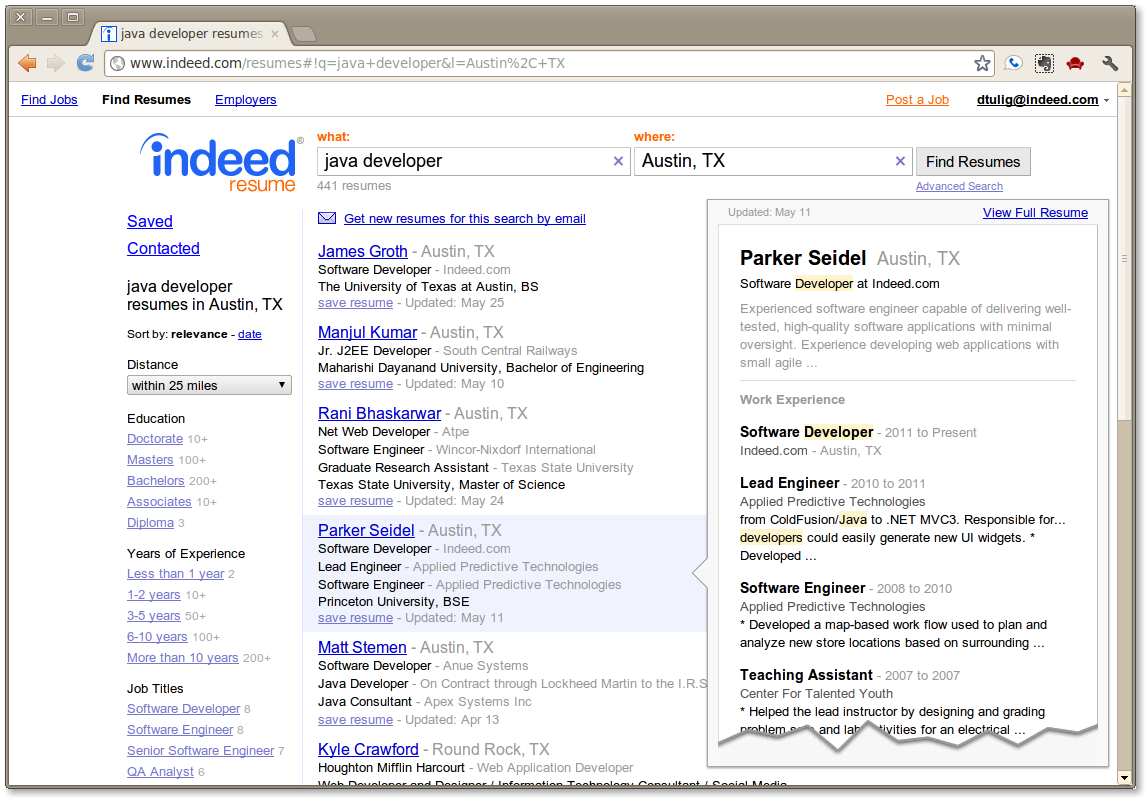 java developer resumes
www.indeed.com/resumes#!q=java+developer&l=Austin%2C+TX
Find Jobs Find Resumes Employers Post a Job dtulig@indeed.com
indeed®
resume
what: where:
java developer Austin, TX Find Resumes
441 resumes Advanced Search
Saved
Contacted
java developer
resumes in Austin, TX
Sort by: relevance - date
Distance
within 25 miles
Education
Doctorate 10+
Masters 100+
Bachelors 200+
Associates 10+
Diploma 3
Years of Experience
Less than 1 year 2
1-2 years 10+
3-5 years 50+
6-10 years 100+
More than 10 years 200+
Job Titles
Software Developer 8
Software Engineer 8
Senior Software Engineer 7
QA Analyst 6
Get new resumes for this search by email
James Groth - Austin, TX
Software Developer - Indeed.com
The University of Texas at Austin, BS
save resume - Updated: May 25
Manjul Kumar - Austin, TX
Jr. J2EE Developer - South Central Railways
Maharishi Dayanand University, Bachelor of Engineering
save resume - Updated: May 10
Rani Bhaskarwar - Austin, TX
Net Web Developer - Atpe
Software Engineer - Wincor-Nixdorf International
Graduate Research Assistant - Texas State University
Texas State University, Master of Science
save resume - Updated: May 24
Parker Seidel - Austin, TX
Software Developer - Indeed.com
Lead Engineer - Applied Predictive Technologies
Software Engineer - Applied Predictive Technologies
Princeton University, BSE
save resume - Updated: May 11
Matt Stemen - Austin, TX
Software Developer - Anue Systems
Java Developer - On Contract through Lockheed Martin to the I.R.S
Java Consultant - Apex Systems Inc
save resume - Updated: Apr 13
Kyle Crawford - Round Rock, TX
Houghton Mifflin Harcourt - Web Application Developer
Web Developer and Designer / Information Technology Consultant / Social Media
Updated: May 11 View Full Resume
Parker Seidel Austin, TX
Software Developer at Indeed.com
Experienced software engineer capable of delivering well-
tested, high-quality software applications with minimal
oversight. Experience developing web applications with
small agile ...
Work Experience
Software Developer - 2011 to Present
Indeed.com - Austin, TX
Lead Engineer - 2010 to 2011
Applied Predictive Technologies
from ColdFusion/Java to .NET MVC3. Responsible for...
developers could easily generate new UI widgets. *
Developed ...
Software Engineer - 2008 to 2010
Applied Predictive Technologies
* Developed a map-based work flow used to plan and
analyze new store locations based on surrounding ...
Teaching Assistant - 2007 to 2007
Center For Talented Youth
* Helped the lead instructor by designing and grading
problem and lab for an electrical ...